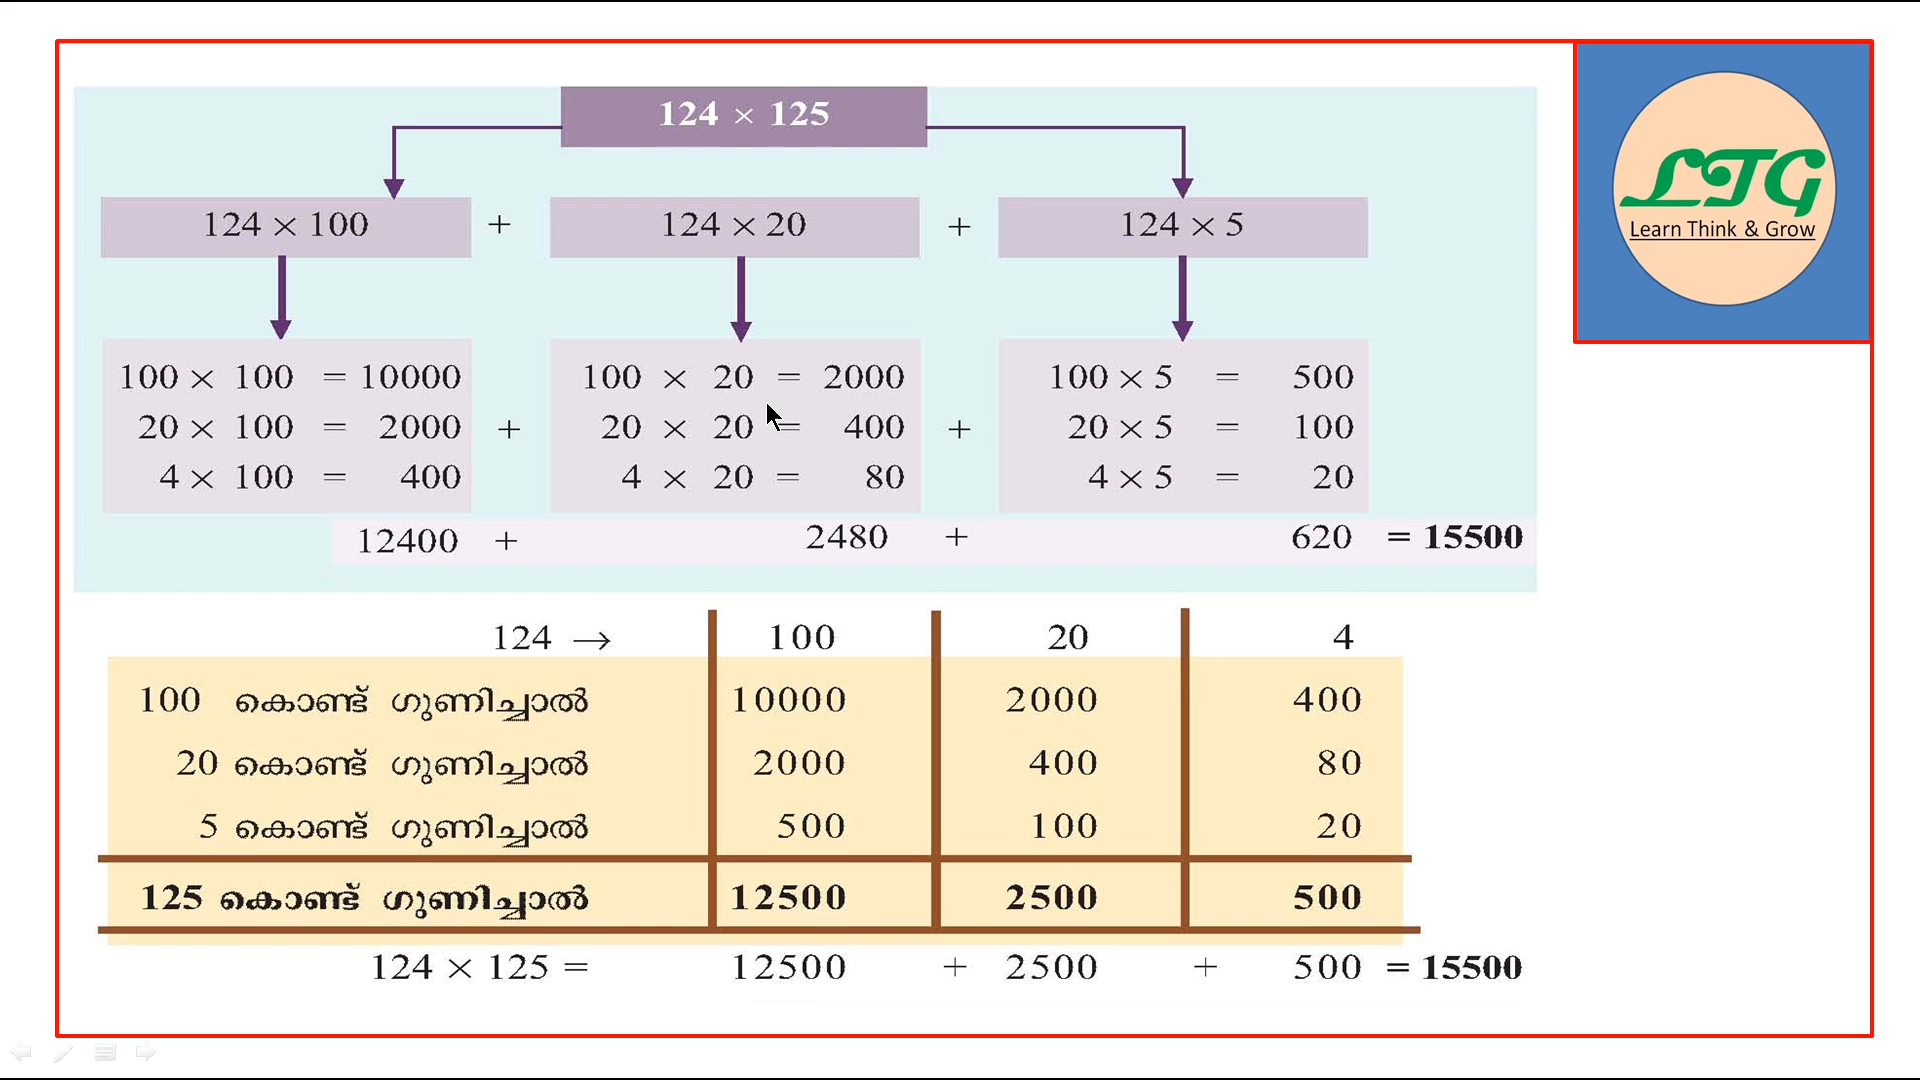 124 × 125
124 × 100 + 124 × 20 + 124 × 5
100 × 100 = 10000 100 × 20 = 2000 100 × 5 = 500
20 × 100 = 2000 + 20 × 20 = 400 + 20 × 5 = 100
4 × 100 = 400 4 × 20 = 80 4 × 5 = 20
12400 + 2480 + 620 = 15500
LTG
Learn Think & Grow
124 → 100 20 4
100 കൊണ്ട് ഗുണിച്ചാൽ 10000 2000 400
20 കൊണ്ട് ഗുണിച്ചാൽ 2000 400 80
5 കൊണ്ട് ഗുണിച്ചാൽ 500 100 20
125 കൊണ്ട് ഗുണിച്ചാൽ 12500 2500 500
124 × 125 = 12500 + 2500 + 500 = 15500